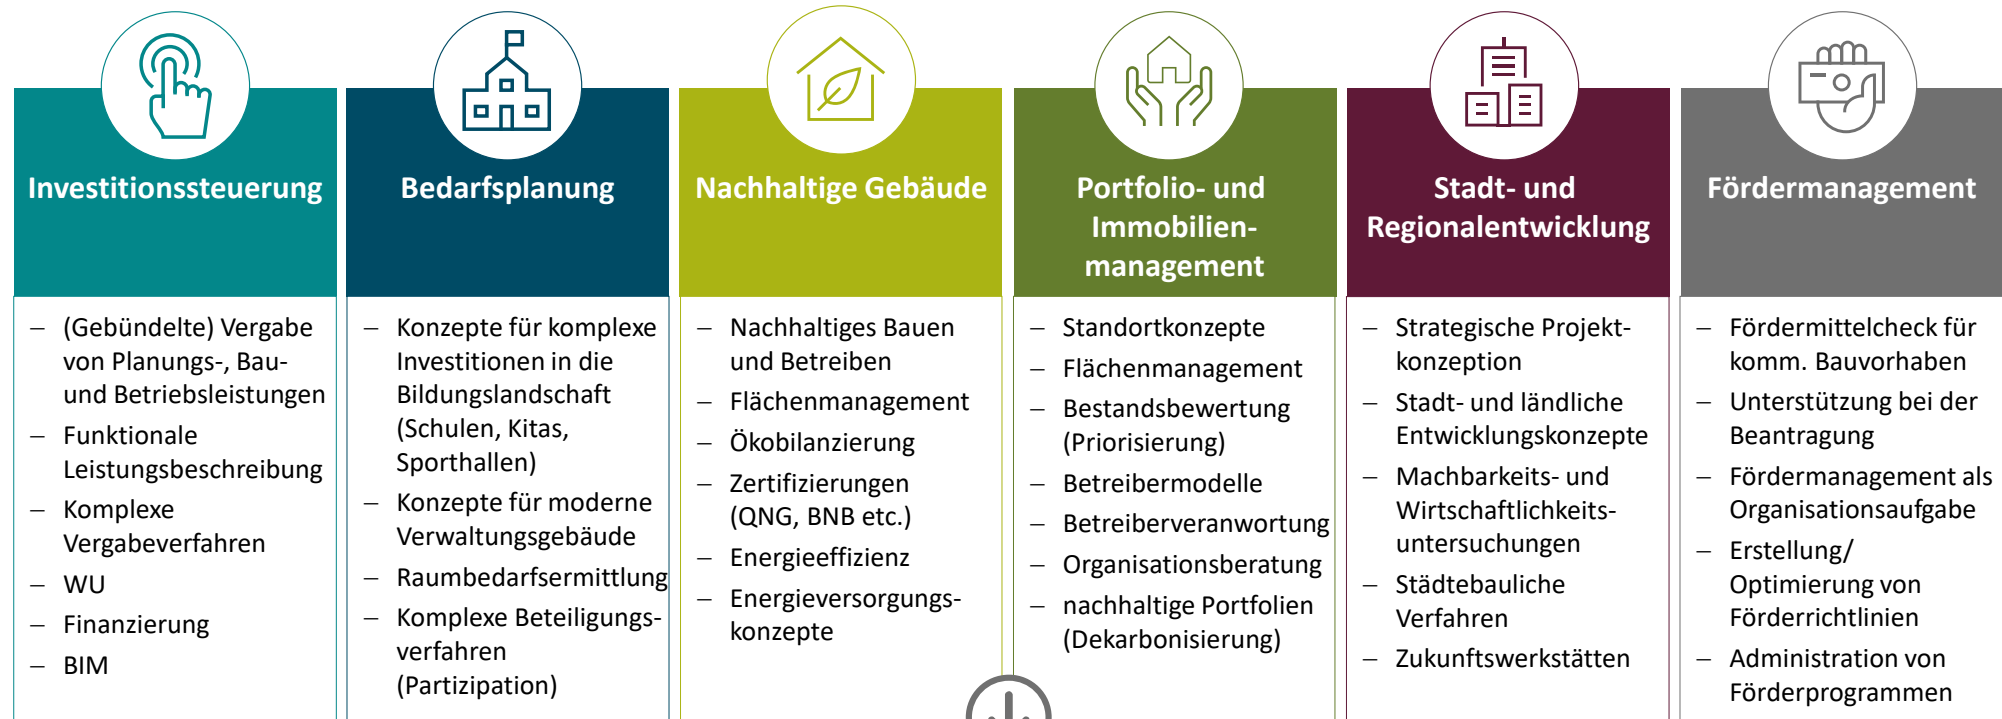 Investitionssteuerung
– (Gebündelte) Vergabe
von Planungs-, Bau-
und Betriebsleistungen
– Funktionale
Leistungsbeschreibung
– Komplexe
Vergabeverfahren
– WU
– Finanzierung
– BIM
Bedarfsplanung
– Konzepte für komplexe
Investitionen in die
Bildungslandschaft
(Schulen, Kitas,
Sporthallen)
– Konzepte für moderne
Verwaltungsgebäude
– Raumbedarfsermittlung
– Komplexe Beteiligungs-
verfahren
(Partizipation)
Nachhaltige Gebäude
– Nachhaltiges Bauen
und Betreiben
– Flächenmanagement
– Ökobilanzierung
– Zertifizierungen
(QNG, BNB etc.)
– Energieeffizienz
– Energieversorgungs-
konzepte
Portfolio- und
Immobilien-
management
– Standortkonzepte
– Flächenmanagement
– Bestandsbewertung
(Priorisierung)
– Betreibermodelle
– Betreiberveranwortung
– Organisationsberatung
– nachhaltige Portfolien
(Dekarbonisierung)
Stadt- und
Regionalentwicklung
– Strategische Projekt-
konzeption
– Stadt- und ländliche
Entwicklungskonzepte
– Machbarkeits- und
Wirtschaftlichkeits-
untersuchungen
– Städtebauliche
Verfahren
– Zukunftswerkstätten
Fördermanagement
– Fördermittelcheck für
komm. Bauvorhaben
– Unterstützung bei der
Beantragung
– Fördermanagement als
Organisationsaufgabe
– Erstellung/
Optimierung von
Förderrichtlinien
– Administration von
Förderprogrammen